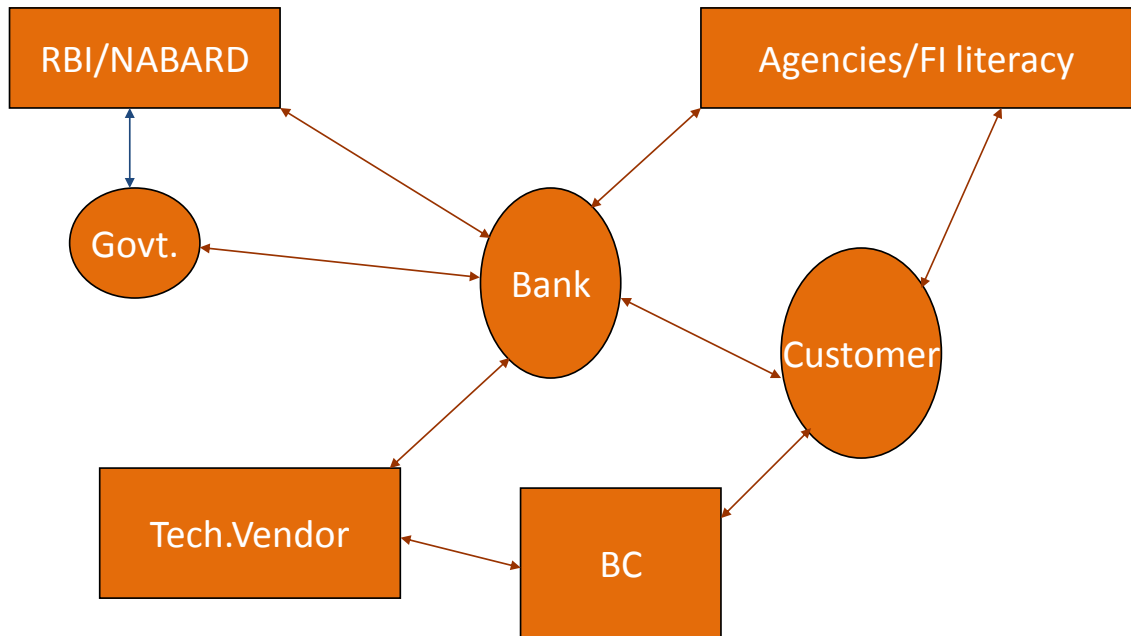 RBI/NABARD
Agencies/FI literacy
Govt.
Bank
Customer
Tech.Vendor
BC